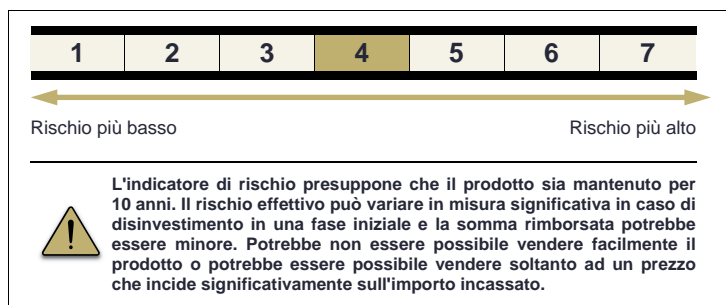 1 2 3 4 5 6 7
Rischio più basso Rischio più alto
L'indicatore di rischio presuppone che il prodotto sia mantenuto per
10 anni. Il rischio effettivo può variare in misura significativa in caso di
disinvestimento in una fase iniziale e la somma rimborsata potrebbe
essere minore. Potrebbe non essere possibile vendere facilmente il
prodotto o potrebbe essere possibile vendere soltanto ad un prezzo
che incide significativamente sull'importo incassato.